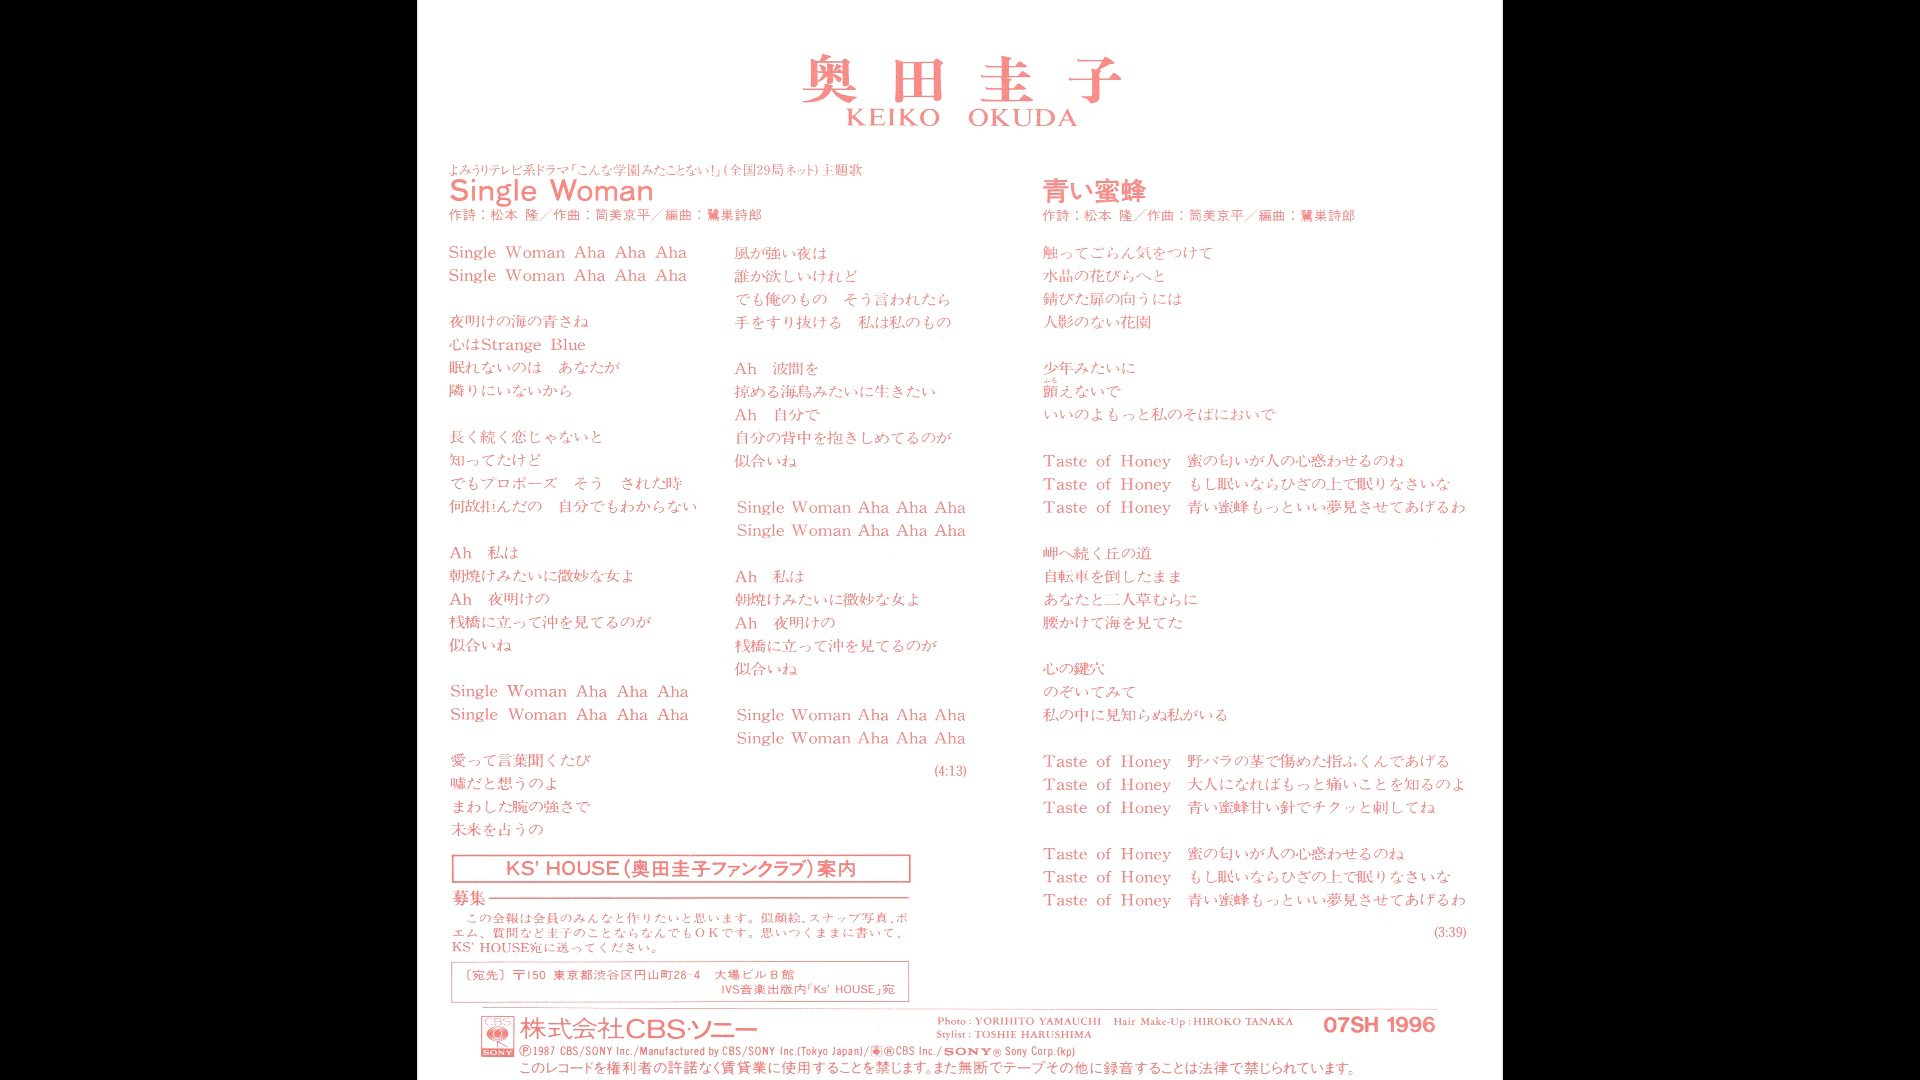 奥田圭子
KEIKO OKUDA
よみうりテレビ系ドラマ「こんな学園みたことない!」(全国29局ネット)主題歌
Single Woman
作詩：松本 隆／作曲：筒美京平／編曲：鷺巣詩郎
Single Woman Aha Aha Aha
Single Woman Aha Aha Aha
夜明けの海の青さね
心はStrange Blue
眠れないのは　あなたが
隣りにいないから
長く続く恋じゃないと
知ってたけど
でもプロポーズ　そう　された時
何故拒んだの　自分でもわからない
Ah　私は
朝焼けみたいに微妙な女よ
Ah　夜明けの
桟橋に立って沖を見てるのが
似合いね
Single Woman Aha Aha Aha
Single Woman Aha Aha Aha
愛って言葉聞くたび
嘘だと想うのよ
まわした腕の強さで
未来を占うの
風が強い夜は
誰か欲しいけれど
でも俺のもの　そう言われたら
手をすり抜ける　私は私のもの
Ah　波間を
掠める海鳥みたいに生きたい
Ah　自分で
自分の背中を抱きしめてるのが
似合いね
Single Woman Aha Aha Aha
Single Woman Aha Aha Aha
Ah　私は
朝焼けみたいに微妙な女よ
Ah　夜明けの
桟橋に立って沖を見てるのが
似合いね
Single Woman Aha Aha Aha
Single Woman Aha Aha Aha
(4:13)
青い蜜蜂
作詩：松本 隆／作曲：筒美京平／編曲：鷺巣詩郎
触ってごらん気をつけて
水晶の花びらへと
錆びた扉の向うには
人影のない花園
少年みたいに
ふる
顫えないで
いいのよもっと私のそばにおいで
Taste of Honey　蜜の匂いが人の心惑わせるのね
Taste of Honey　もし眠いならひざの上で眠りなさいな
Taste of Honey　青い蜜蜂もっといい夢見させてあげるわ
岬へ続く丘の道
自転車を倒したまま
あなたと二人草むらに
腰かけて海を見てた
心の鍵穴
のぞいてみて
私の中に見知らぬ私がいる
Taste of Honey　野バラの茎で傷めた指ふくんであげる
Taste of Honey　大人になればもっと痛いことを知るのよ
Taste of Honey　青い蜜蜂甘い針でチクッと刺してね
Taste of Honey　蜜の匂いが人の心惑わせるのね
Taste of Honey　もし眠いならひざの上で眠りなさいな
Taste of Honey　青い蜜蜂もっといい夢見させてあげるわ
(3:39)
KS' HOUSE(奥田圭子ファンクラブ)案内
募集
この会報は会員のみんなと作りたいと思います。似顔絵、スナップ写真、ポ
エム、質問など圭子のことならなんでもOKです。思いつくままに書いて、
KS' HOUSE宛に送ってください。
〔宛先〕〒150 東京都渋谷区円山町28-4　大場ビルB館
IVS音楽出版内「Ks' HOUSE」宛
CBS
SONY
株式会社CBS・ソニー
Photo : YORIHITO YAMAUCHI　Hair Make-Up : HIROKO TANAKA
Stylist : TOSHIE HARUSHIMA
07SH 1996
Ⓟ1987 CBS/SONY Inc./Manufactured by CBS/SONY Inc.(Tokyo Japan)/ ®CBS Inc./SONY® Sony Corp.(kp)
このレコードを権利者の許諾なく賃貸業に使用することを禁じます。また無断でテープその他に録音することは法律で禁じられています。